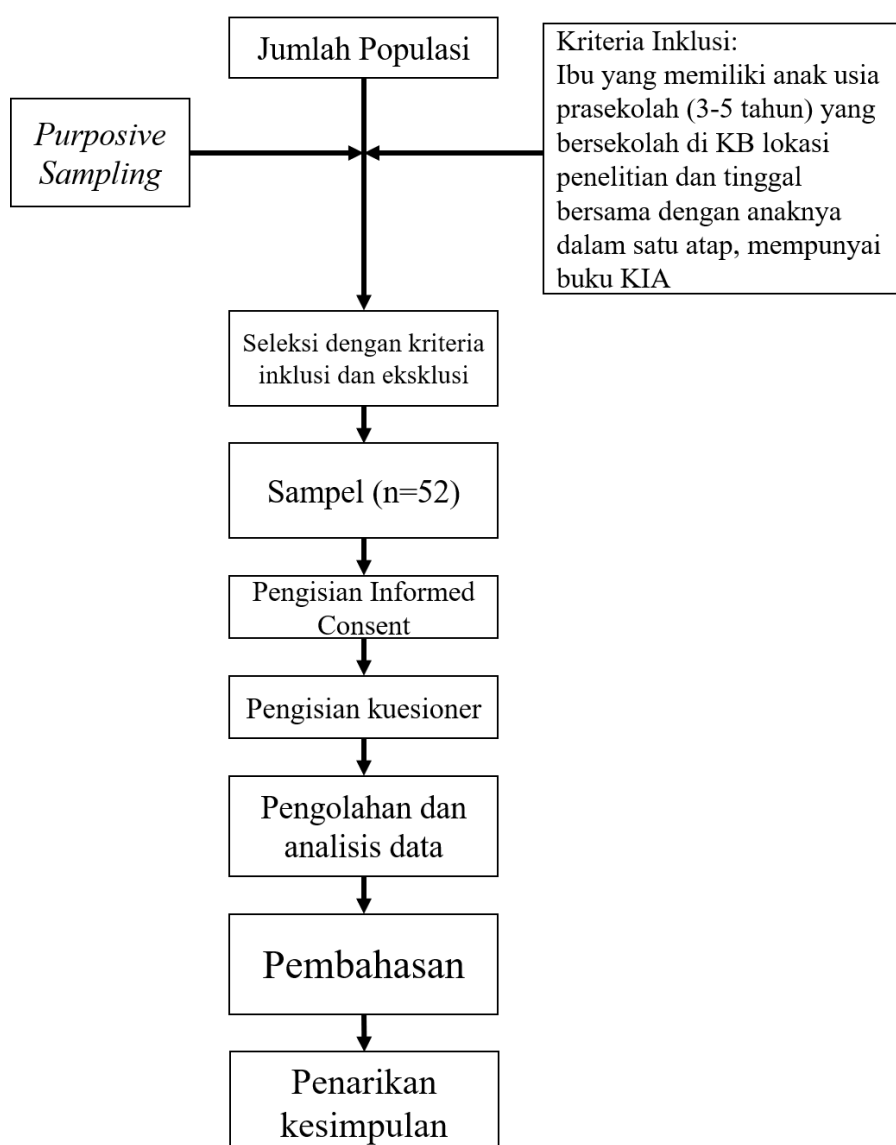 Jumlah Populasi
Purposive
Sampling
Kriteria Inklusi:
Ibu yang memiliki anak usia
prasekolah (3-5 tahun) yang
bersekolah di KB lokasi
penelitian dan tinggal
bersama dengan anaknya
dalam satu atap, mempunyai
buku KIA
Seleksi dengan kriteria
inklusi dan eksklusi
Sampel (n=52)
Pengisian Informed
Consent
Pengisian kuesioner
Pengolahan dan
analisis data
Pembahasan
Penarikan
kesimpulan